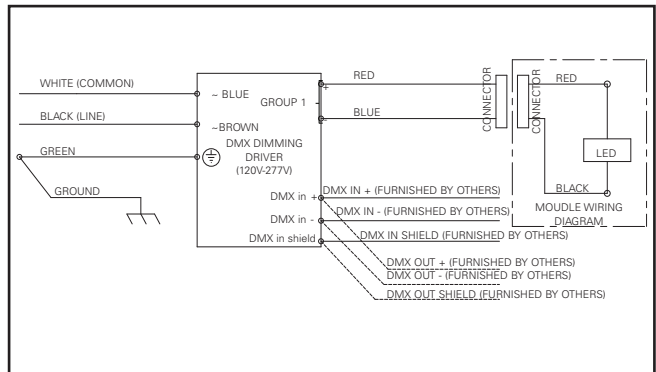 WHITE (COMMON)
BLACK (LINE)
GREEN
GROUND
~ BLUE
GROUP 1
~BROWN
DMX DIMMING
DRIVER
(120V-277V)
DMX in +
DMX in -
DMX in shield
+
-
RED
BLUE
CONNECTOR
CONNECTOR
RED
LED
BLACK
MOUDLE WIRING
DIAGRAM
DMX IN + (FURNISHED BY OTHERS)
DMX IN - (FURNISHED BY OTHERS)
DMX IN SHIELD (FURNISHED BY OTHERS)
DMX OUT + (FURNISHED BY OTHERS)
DMX OUT - (FURNISHED BY OTHERS)
DMX OUT SHIELD (FURNISHED BY OTHERS)